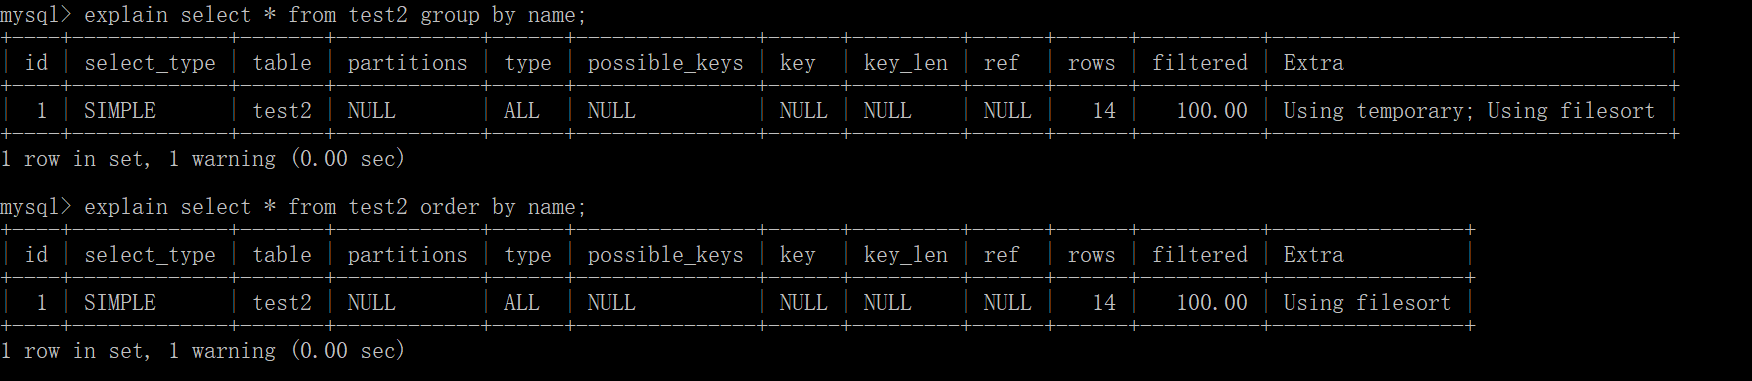 mysql> explain select * from test2 group by name;
+----+-------------+-------+------------+------+---------------+------+---------+------+------+----------+---------------------------------+
| id | select_type | table | partitions | type | possible_keys | key | key_len | ref | rows | filtered | Extra |
+----+-------------+-------+------------+------+---------------+------+---------+------+------+----------+---------------------------------+
| 1 | SIMPLE | test2 | NULL | ALL | NULL | NULL | NULL | NULL | 14 | 100.00 | Using temporary; Using filesort |
+----+-------------+-------+------------+------+---------------+------+---------+------+------+----------+---------------------------------+
1 row in set, 1 warning (0.00 sec)
mysql> explain select * from test2 order by name;
+----+-------------+-------+------------+------+---------------+------+---------+------+------+----------+----------------+
| id | select_type | table | partitions | type | possible_keys | key | key_len | ref | rows | filtered | Extra |
+----+-------------+-------+------------+------+---------------+------+---------+------+------+----------+----------------+
| 1 | SIMPLE | test2 | NULL | ALL | NULL | NULL | NULL | NULL | 14 | 100.00 | Using filesort |
+----+-------------+-------+------------+------+---------------+------+---------+------+------+----------+----------------+
1 row in set, 1 warning (0.00 sec)